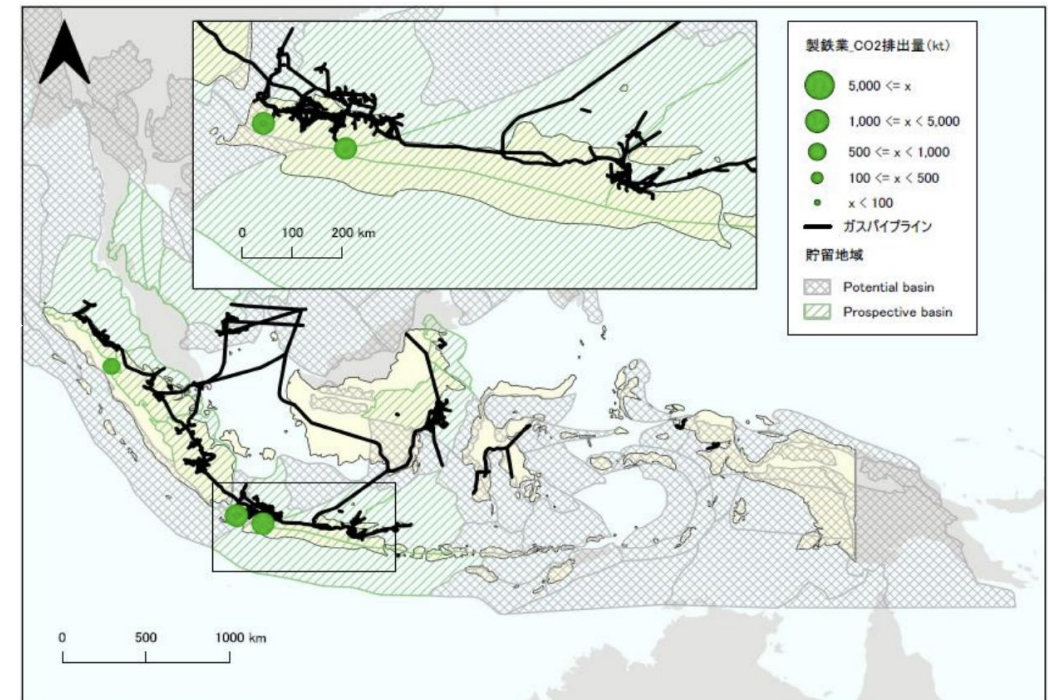 製鉄業_CO2排出量(kt)
5,000 <= x
1,000 <= x < 5,000
500 <= x < 1,000
100 <= x < 500
x < 100
ガスパイプライン
貯留地域
Potential basin
Prospective basin
0 100 200 km
0 500 1000 km